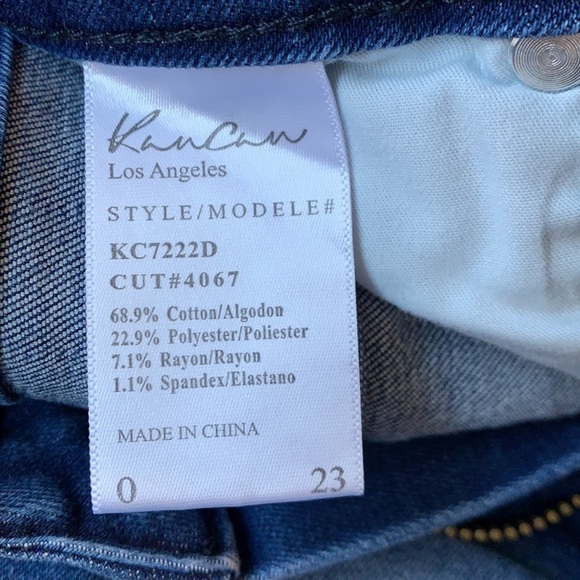 KanCan
Los Angeles
STYLE/MODELE#
KC7222D
CUT#4067
68.9% Cotton/Algodon
22.9% Polyester/Poliester
7.1% Rayon/Rayon
1.1% Spandex/Elastano
MADE IN CHINA
0 23